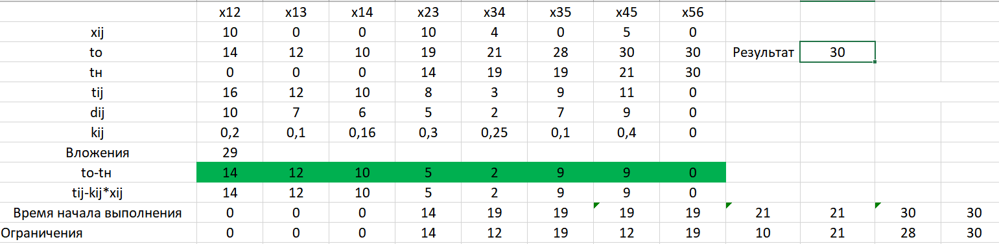 x12 x13 x14 x23 x34 x35 x45 x56
xij 10 0 0 10 4 0 5 0
to 14 12 10 19 21 28 30 30 Результат 30
tн 0 0 0 14 19 19 21 30
tij 16 12 10 8 3 9 11 0
dij 10 7 6 5 2 7 9 0
kij 0,2 0,1 0,16 0,3 0,25 0,1 0,4 0
Вложения 29
to-tн 14 12 10 5 2 9 9 0
tij-kij*xij 14 12 10 5 2 9 9 0
Время начала выполнения 0 0 0 14 19 19 19 19 21 21 30 30
Ограничения 0 0 0 14 12 19 12 19 10 21 28 30